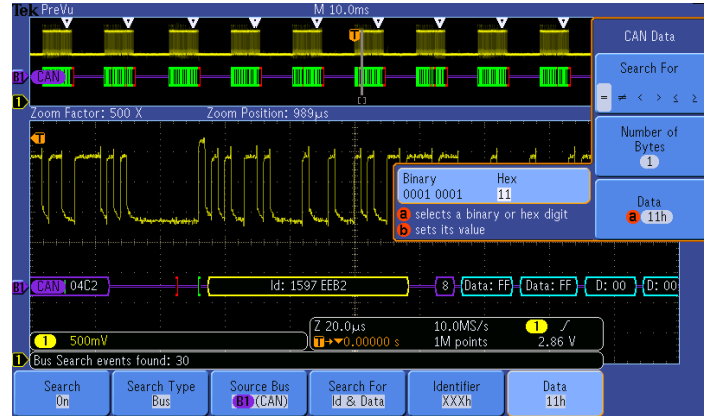 Tek PreVu M 10.0ms
CAN Data
T
Search For
B1 CAN
= ≠ < > ≤ ≥
1
Zoom Factor: 500 X Zoom Position: 989µs
Number of
Bytes
1
T
Binary Hex
0001 0001 11
a selects a binary or hex digit
b sets its value
Data
a 11h
B1 CAN 04C2 Id: 1597 EEB2 8 Data: FF Data: FF D: 00 D: 00
1 500mV
Z 20.0µs 10.0MS/s 1 /
T→▼0.00000 s 1M points 2.86 V
1 Bus Search events found: 30
Search
On
Search Type
Bus
Source Bus
B1 (CAN)
Search For
Id & Data
Identifier
XXXh
Data
11h